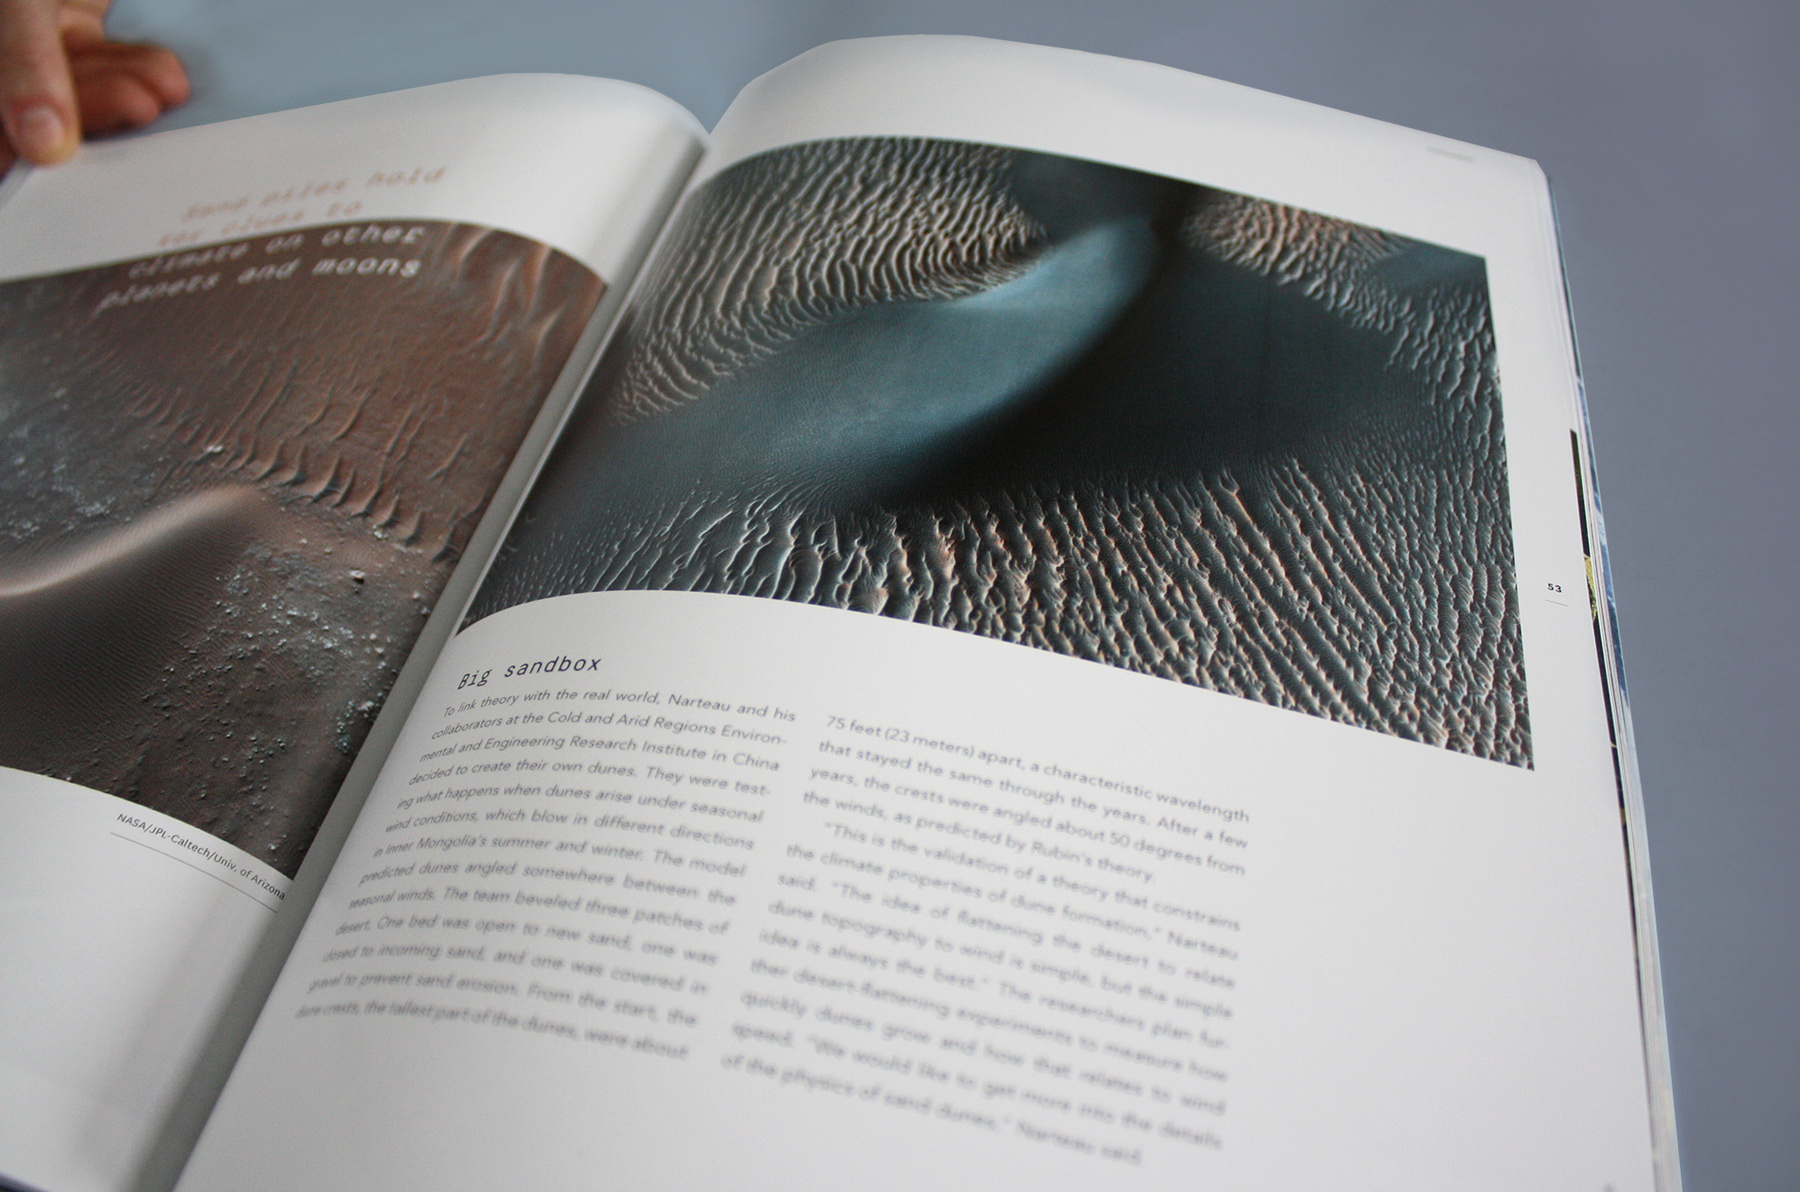 Sand piles hold
key clues to
climate on other
planets and moons
NASA/JPL-Caltech/Univ. of Arizona
53
Big sandbox
To link theory with the real world, Narteau and his
collaborators at the Cold and Arid Regions Environ-
mental and Engineering Research Institute in China
decided to create their own dunes. They were test-
ing what happens when dunes arise under seasonal
wind conditions, which blow in different directions
in Inner Mongolia's summer and winter. The model
predicted dunes angled somewhere between the
seasonal winds. The team beveled three patches of
desert. One bed was open to new sand, one was
closed to incoming sand, and one was covered in
gravel to prevent sand erosion. From the start, the
dune crests, the tallest part of the dunes, were about
75 feet (23 meters) apart, a characteristic wavelength
that stayed the same through the years. After a few
years, the crests were angled about 50 degrees from
the winds, as predicted by Rubin's theory.
"This is the validation of a theory that constrains
the climate properties of dune formation," Narteau
said. "The idea of flattening the desert to relate
dune topography to wind is simple, but the simple
idea is always the best." The researchers plan fur-
ther desert-flattening experiments to measure how
quickly dunes grow and how that relates to wind
speed. "We would like to get more into the details
of the physics of sand dunes," Narteau said.